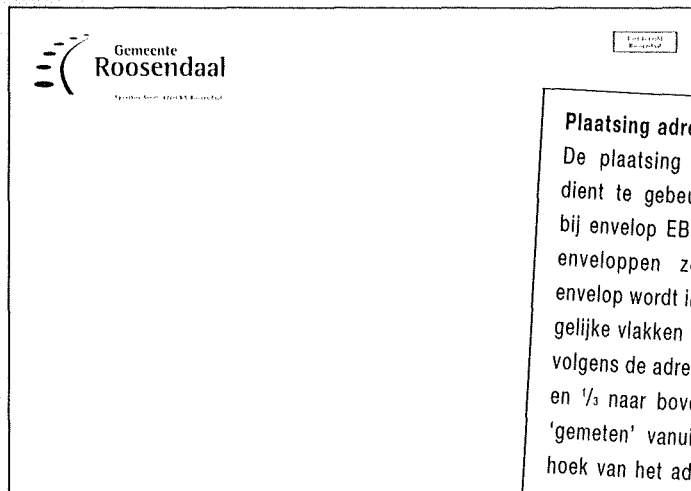 Gemeente
Roosendaal
Plaatsing adre
De plaatsing
dient te gebeu
bij envelop EB
enveloppen ze
envelop wordt i
gelijke vlakken
volgens de adre
en 1/3 naar bove
'gemeten' vanui
hoek van het ad